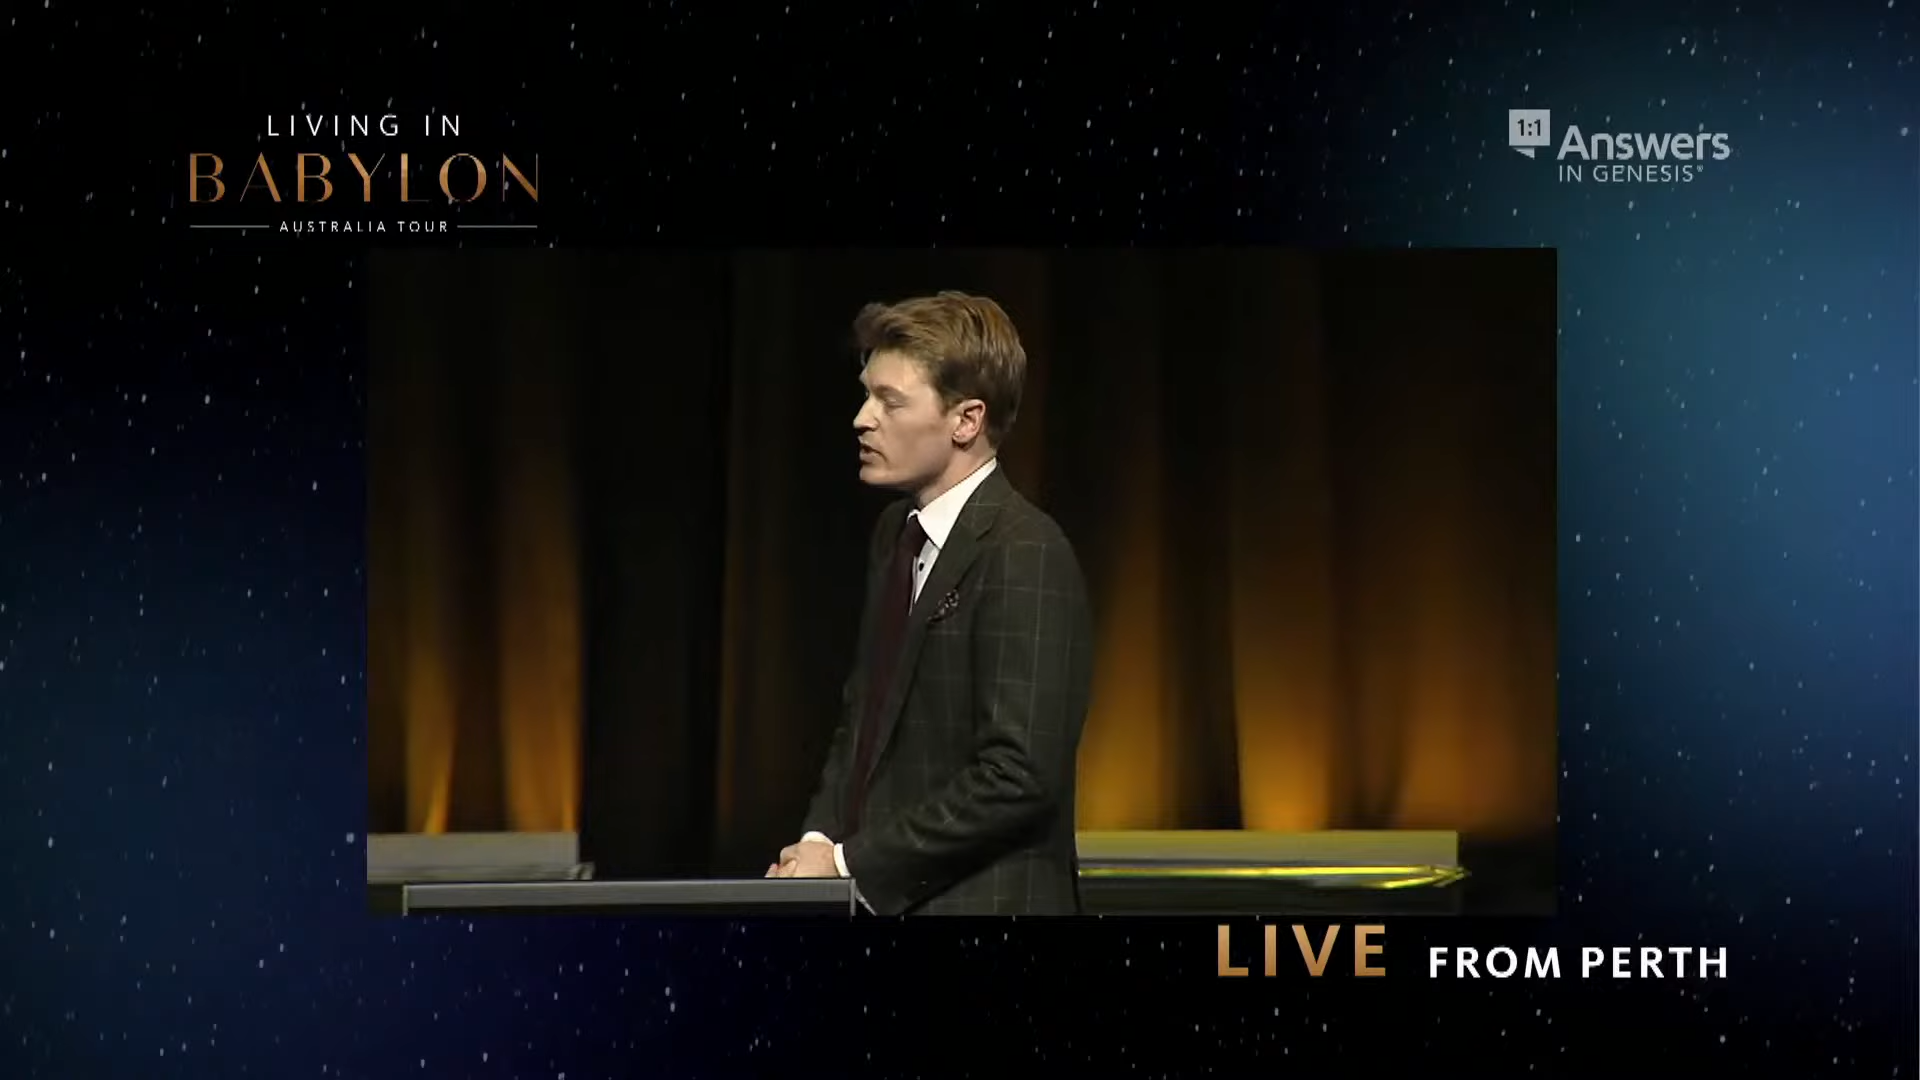 LIVING IN
BABYLON
AUSTRALIA TOUR
1:1
Answers
IN GENESIS®
LIVE FROM PERTH